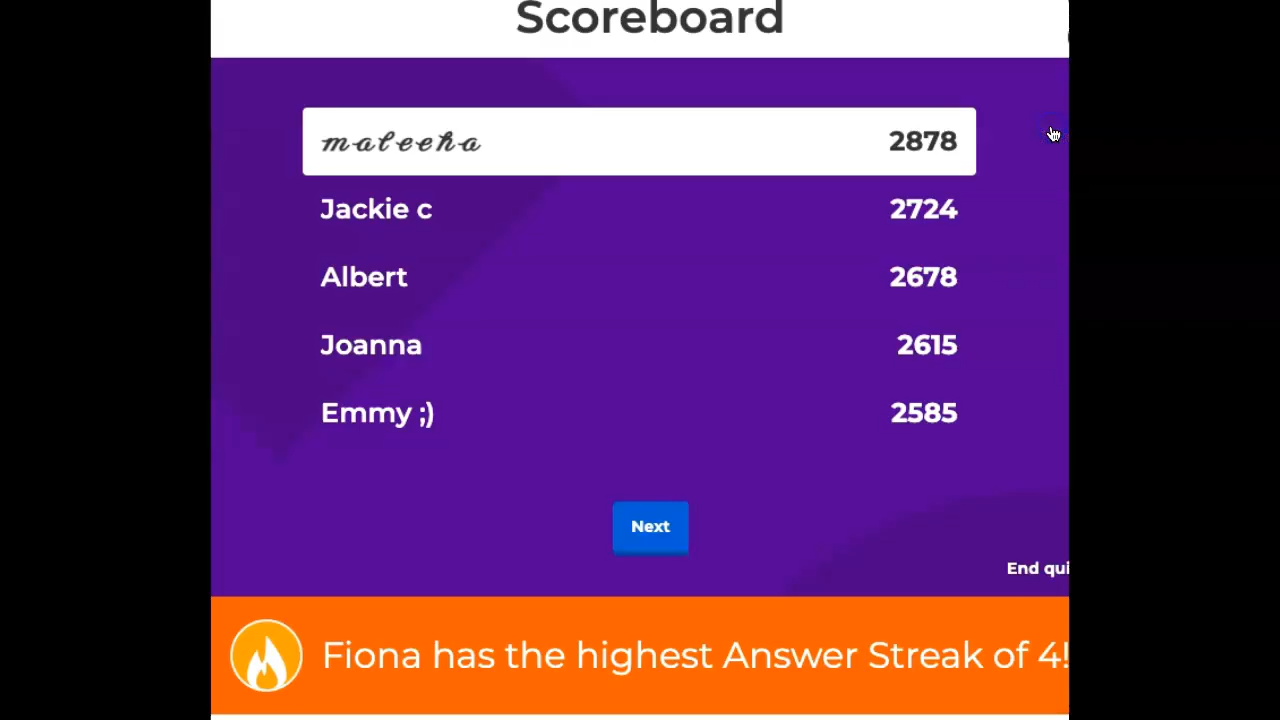 Scoreboard
maleeha 2878
Jackie c 2724
Albert 2678
Joanna 2615
Emmy ;) 2585
Next
End qui
Fiona has the highest Answer Streak of 4!